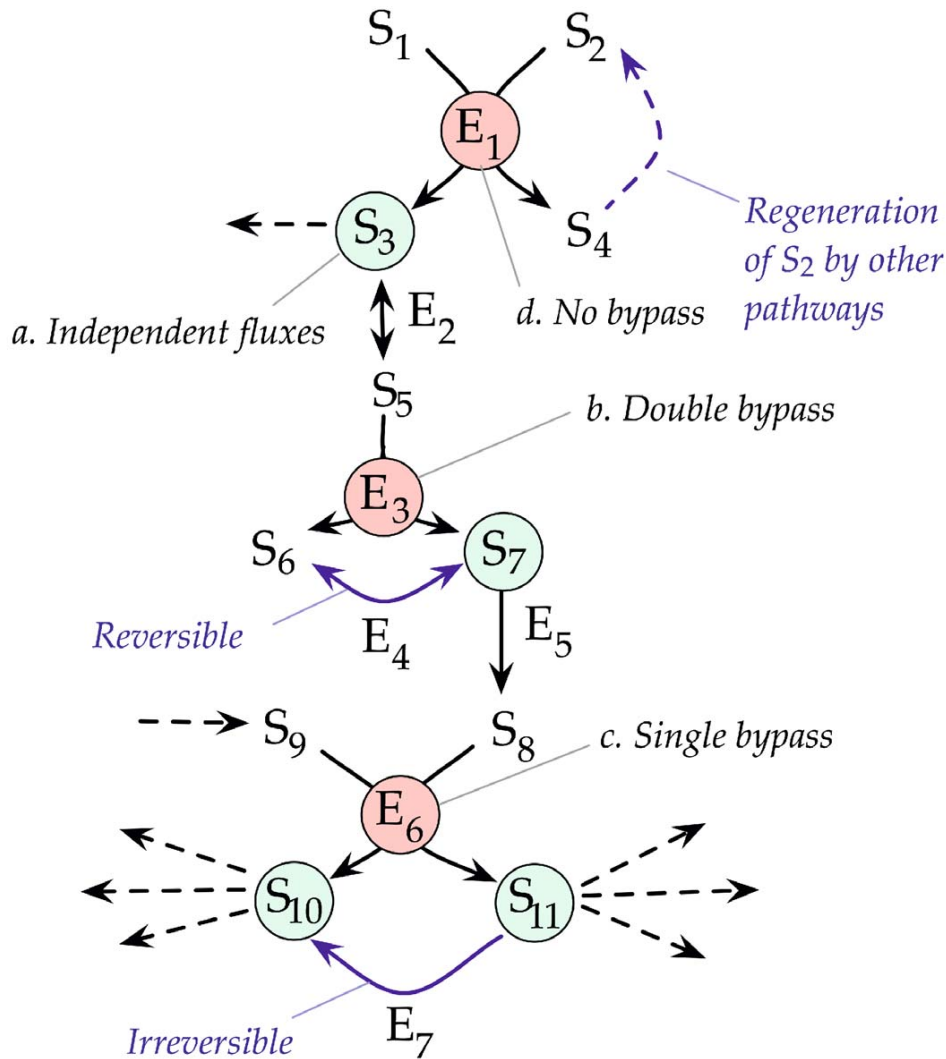 S1 S2
E1
S3 S4
Regeneration
of S2 by other
pathways
a. Independent fluxes
E2
d. No bypass
S5
b. Double bypass
E3
S6 S7
Reversible
E4
E5
S9 S8
c. Single bypass
E6
S10 S11
Irreversible
E7